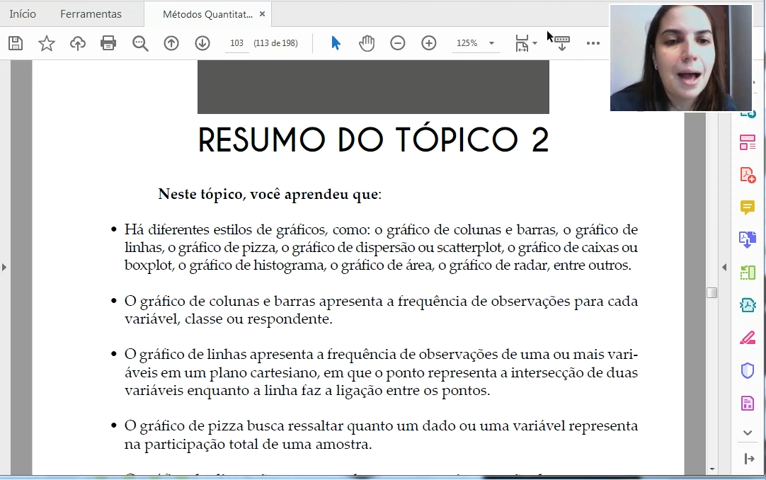 Início Ferramentas Métodos Quantitat... ×
103 (113 de 198) 125%
RESUMO DO TÓPICO 2
Neste tópico, você aprendeu que:
• Há diferentes estilos de gráficos, como: o gráfico de colunas e barras, o gráfico de
linhas, o gráfico de pizza, o gráfico de dispersão ou scatterplot, o gráfico de caixas ou
boxplot, o gráfico de histograma, o gráfico de área, o gráfico de radar, entre outros.
• O gráfico de colunas e barras apresenta a frequência de observações para cada
variável, classe ou respondente.
• O gráfico de linhas apresenta a frequência de observações de uma ou mais vari-
áveis em um plano cartesiano, em que o ponto representa a intersecção de duas
variáveis enquanto a linha faz a ligação entre os pontos.
• O gráfico de pizza busca ressaltar quanto um dado ou uma variável representa
na participação total de uma amostra.